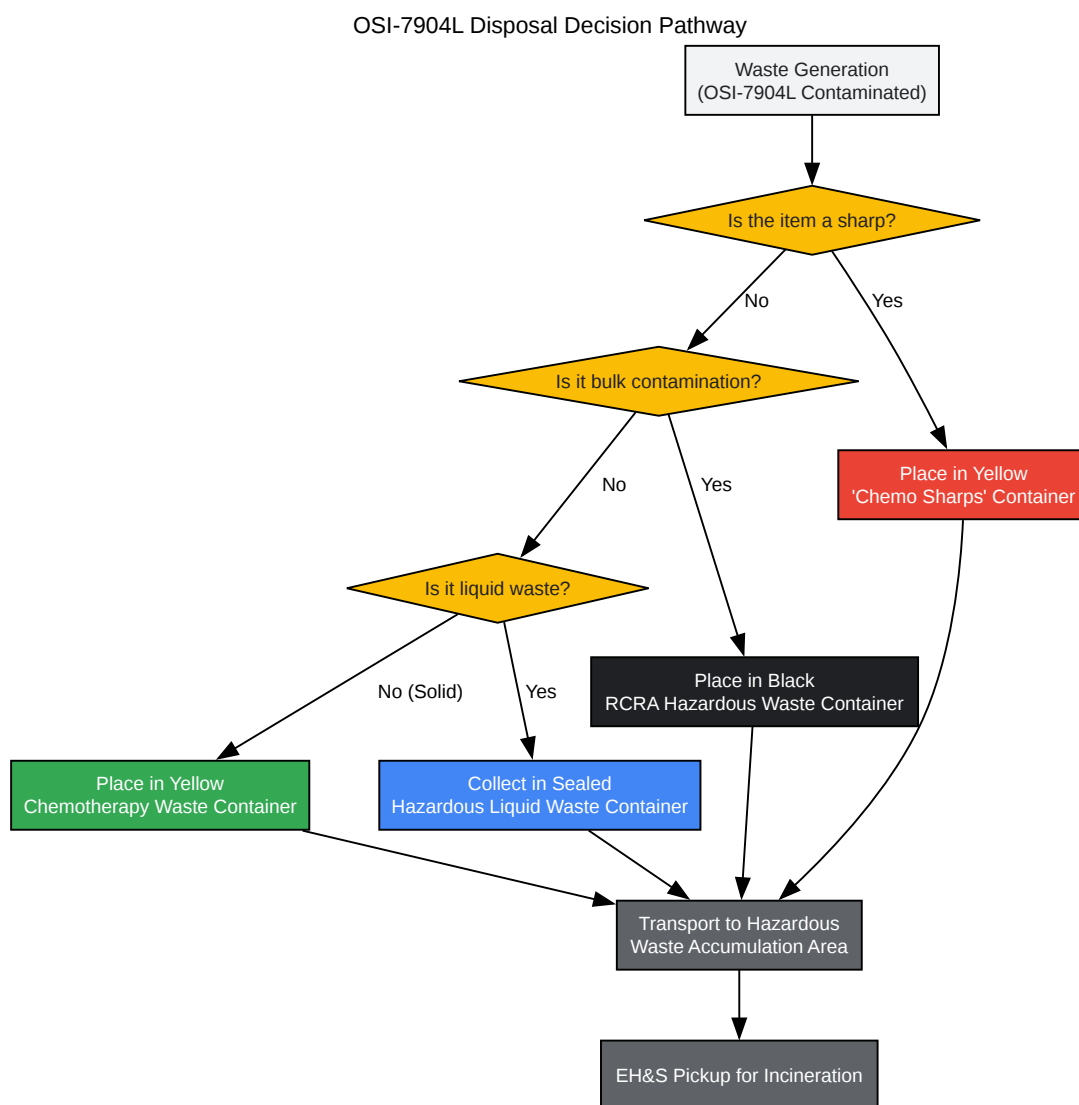 OSI-7904L Disposal Decision Pathway
Waste Generation
(OSI-7904L Contaminated)
Is the item a sharp?
No
Yes
Is it bulk contamination?
Place in Yellow
'Chemo Sharps' Container
No
Yes
Is it liquid waste?
Place in Black
RCRA Hazardous Waste Container
No (Solid)
Yes
Place in Yellow
Chemotherapy Waste Container
Collect in Sealed
Hazardous Liquid Waste Container
Transport to Hazardous
Waste Accumulation Area
EH&S Pickup for Incineration